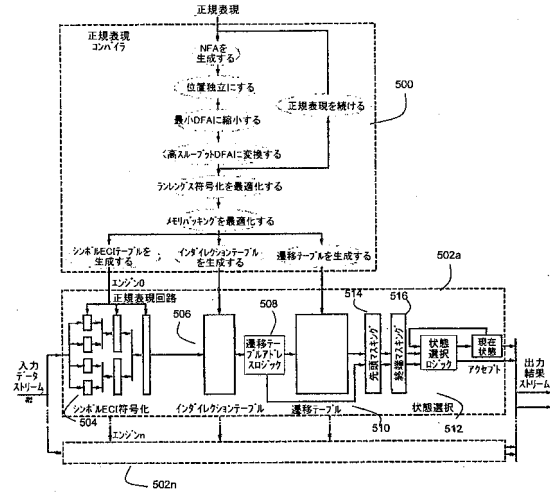 正規表現
正規表現
コンパイラ
NFAを
生成する
位置独立にする
正規表現を続ける
500
最小DFAに縮小する
高スループットDFAに変換する
ランレングス符号化を最適化する
メモリパッキングを最適化する
シンボルECIテーブルを
生成する
インダイレクションテーブル
を生成する
遷移テーブルを生成する
エンジン0
502a
正規表現回路
506
508
514
516
遷移テー
ブルアドレ
スロジック
先頭マスキング
終端マスキング
状態
選択
ロジック
現在
状態
アクセプト
入力
データ
ストリーム
出力
結果
ストリーム
504
シンボルECI符号化
インダイレクションテーブル
遷移テーブル
510
状態選択
512
エンジンn
502n